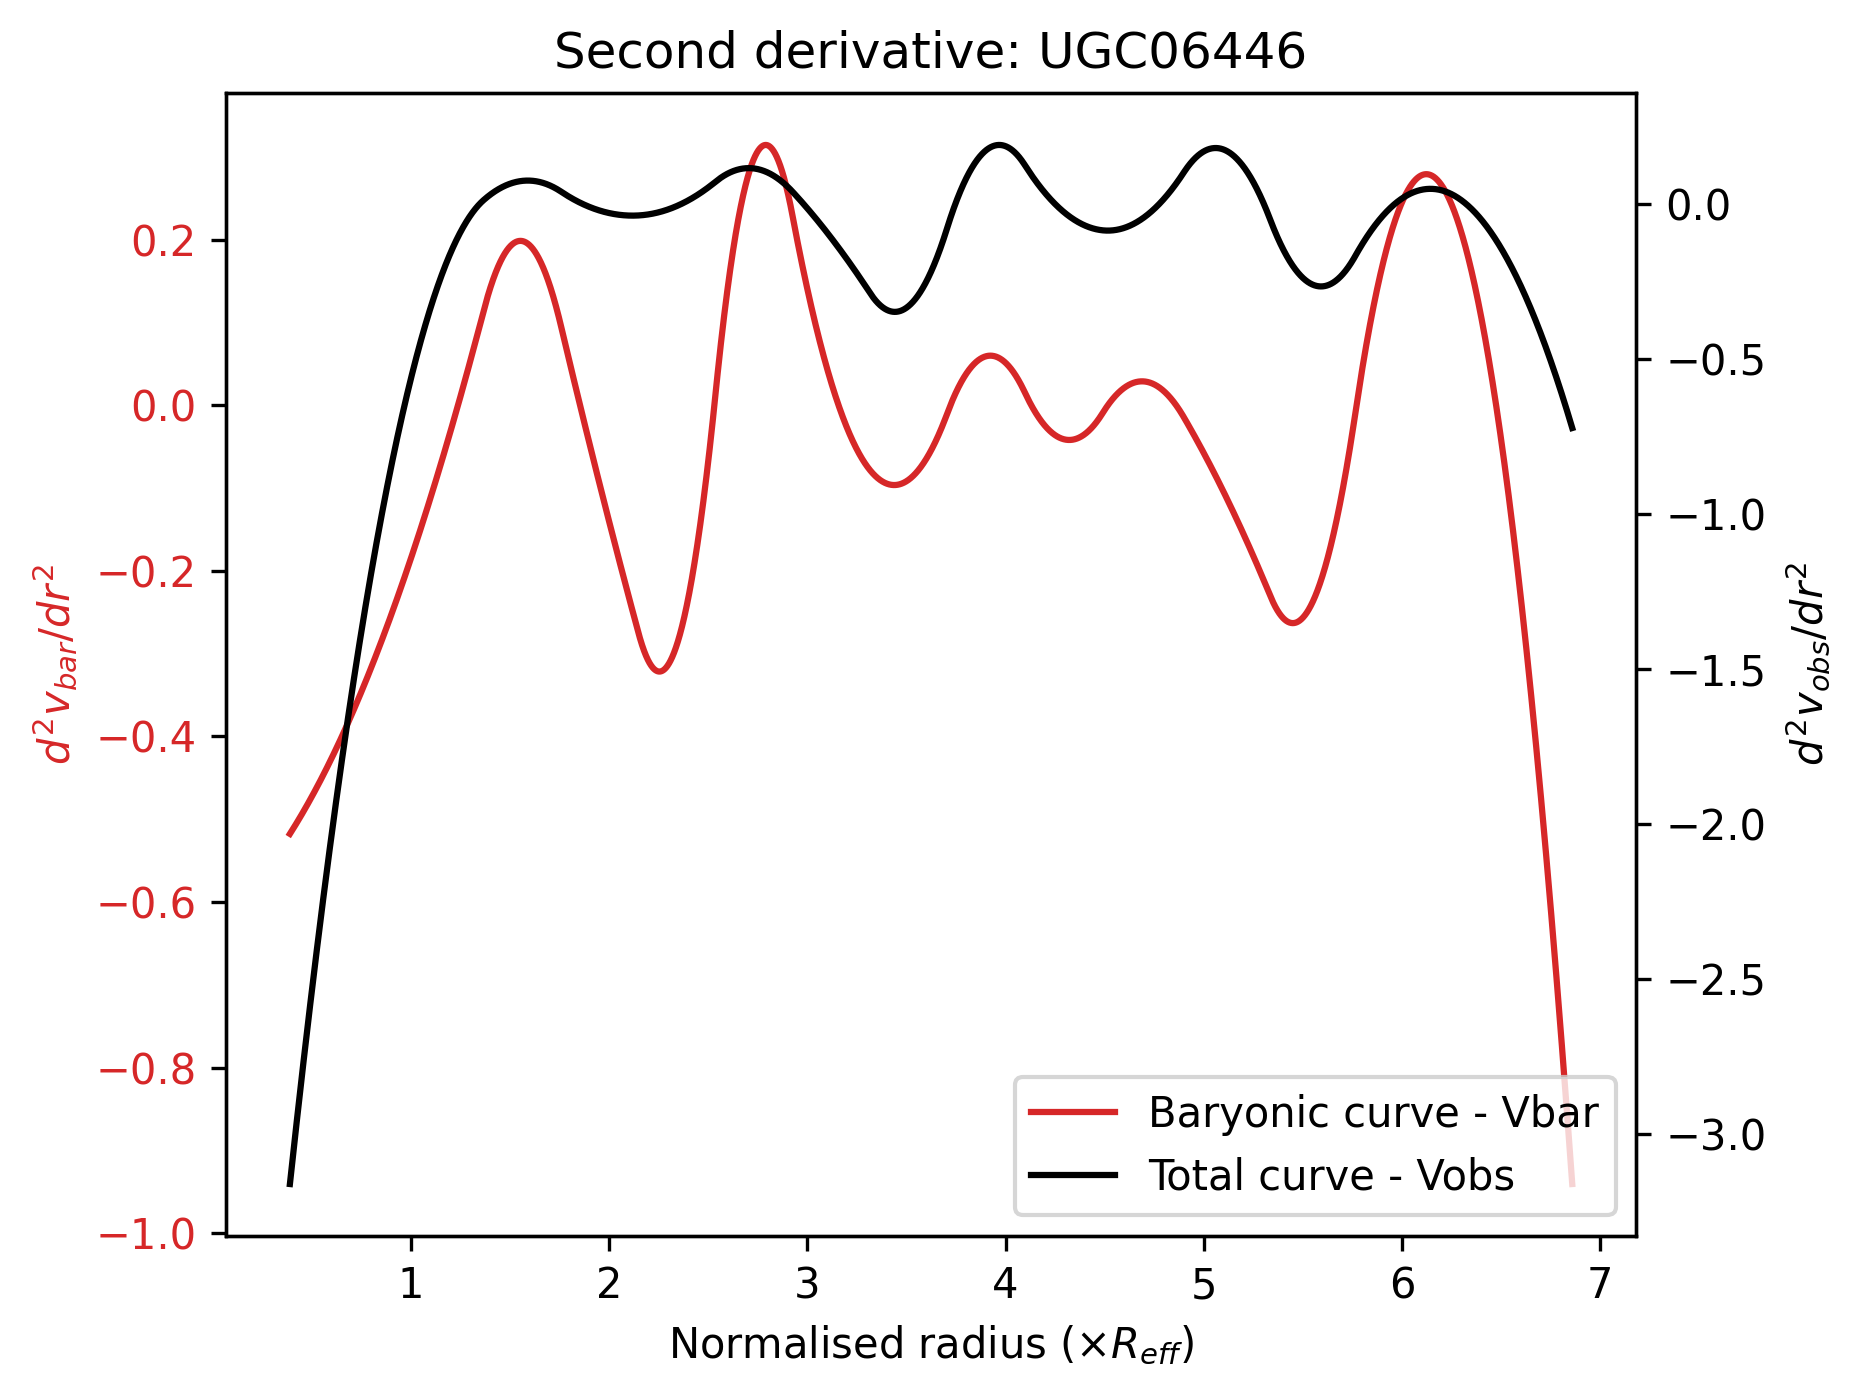 Second derivative: UGC06446
0.2
0.0
−0.2
−0.4
−0.6
−0.8
−1.0
d²v_bar/dr²
0.0
−0.5
−1.0
−1.5
−2.0
−2.5
−3.0
d²v_obs/dr²
Baryonic curve - Vbar
Total curve - Vobs
1 2 3 4 5 6 7
Normalised radius (×R_eff)